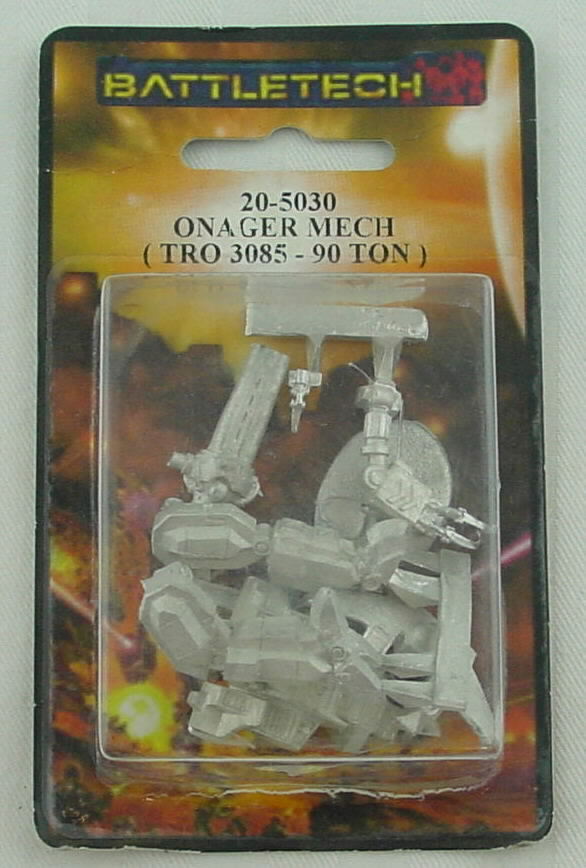 BATTLETECH
20-5030
ONAGER MECH
( TRO 3085 - 90 TON )